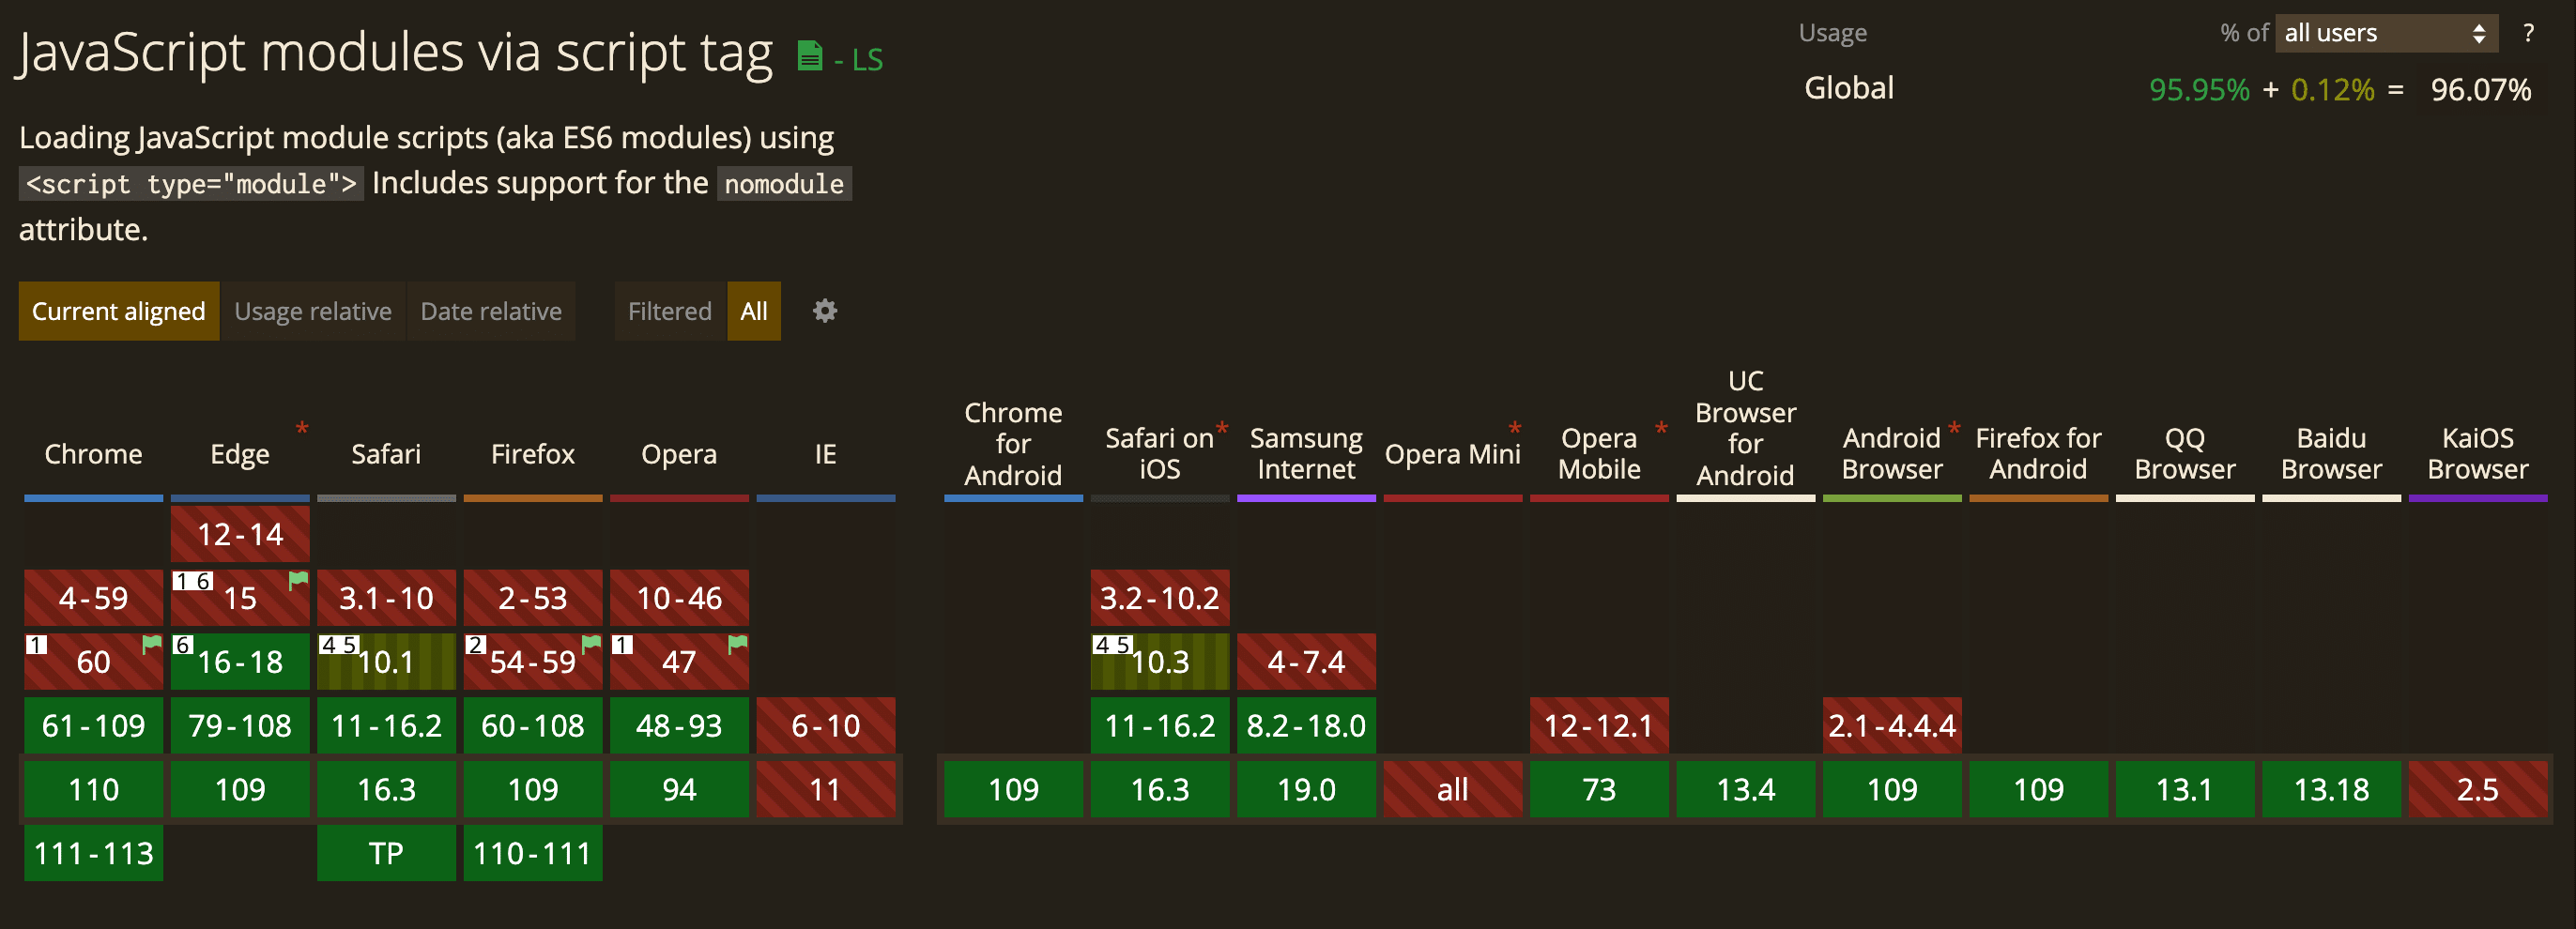 JavaScript modules via script tag - LS
Usage % of all users ?
Global 95.95% + 0.12% = 96.07%
Loading JavaScript module scripts (aka ES6 modules) using
<script type="module"> Includes support for the nomodule
attribute.
Current aligned Usage relative Date relative Filtered All
Chrome
Edge *
Safari
Firefox
Opera
IE
Chrome
for
Android
Safari on *
iOS
Samsung
Internet
Opera Mini *
Opera *
Mobile
UC
Browser
for
Android
Android *
Browser
Firefox for
Android
QQ
Browser
Baidu
Browser
KaiOS
Browser
12-14
4-59 1 6 15 3.1-10 2-53 10-46 3.2-10.2
1 60 6 16-18 4 5 10.1 2 54-59 1 47 4 5 10.3 4-7.4
61-109 79-108 11-16.2 60-108 48-93 6-10 11-16.2 8.2-18.0 12-12.1 2.1-4.4.4
110 109 16.3 109 94 11 109 16.3 19.0 all 73 13.4 109 109 13.1 13.18 2.5
111-113 TP 110-111